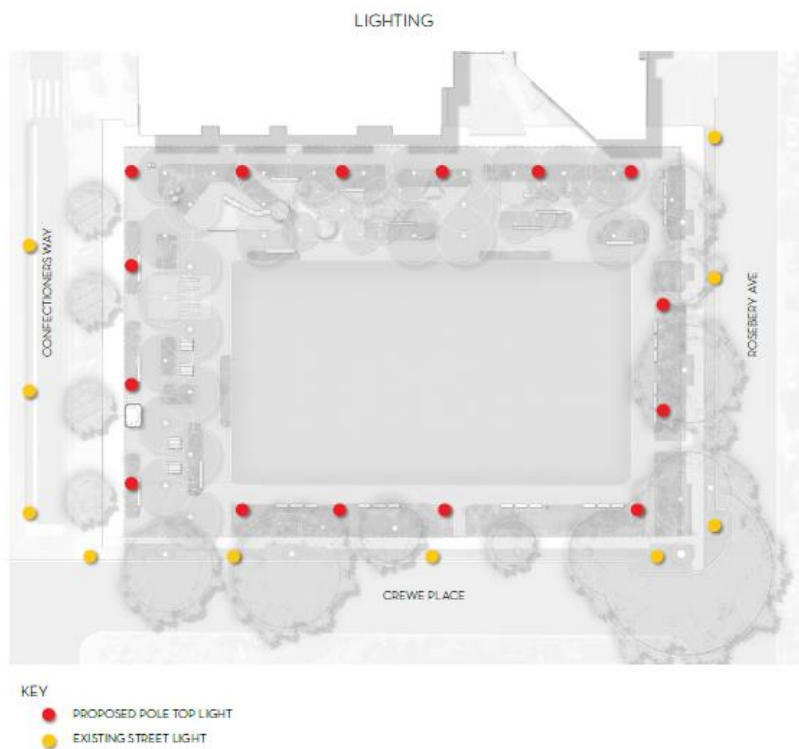 LIGHTING
CONFECTIONERS WAY
ROSEBERY AVE
CREWE PLACE
KEY
PROPOSED POLE TOP LIGHT
EXISTING STREET LIGHT